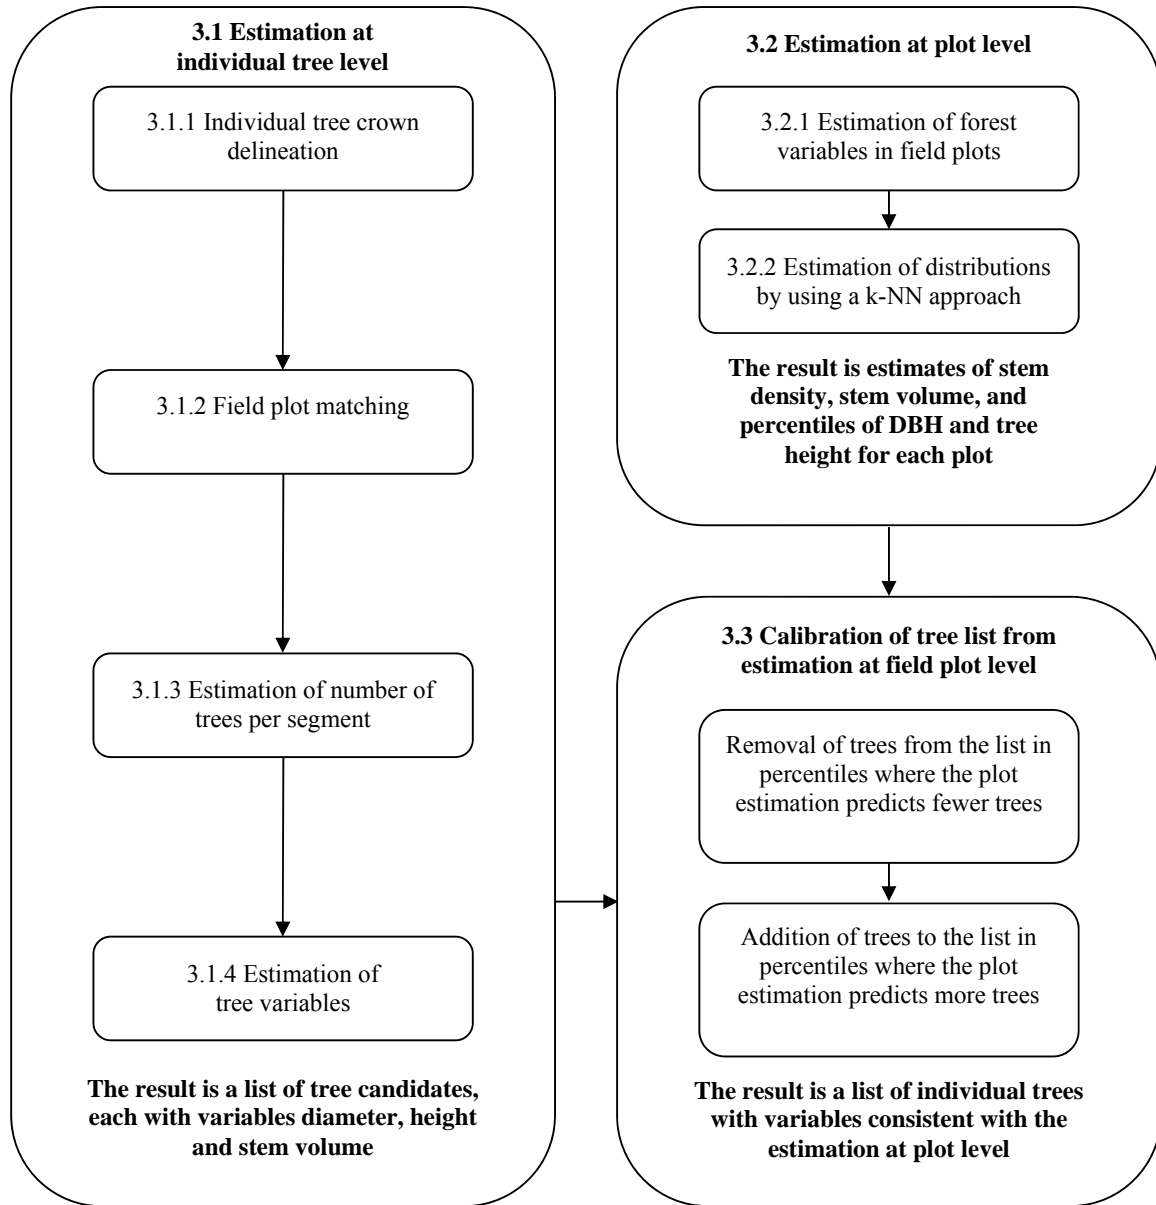 3.1 Estimation at
individual tree level
3.1.1 Individual tree crown
delineation
3.1.2 Field plot matching
3.1.3 Estimation of number of
trees per segment
3.1.4 Estimation of
tree variables
The result is a list of tree candidates,
each with variables diameter, height
and stem volume
3.2 Estimation at plot level
3.2.1 Estimation of forest
variables in field plots
3.2.2 Estimation of distributions
by using a k-NN approach
The result is estimates of stem
density, stem volume, and
percentiles of DBH and tree
height for each plot
3.3 Calibration of tree list from
estimation at field plot level
Removal of trees from the list in
percentiles where the plot
estimation predicts fewer trees
Addition of trees to the list in
percentiles where the plot
estimation predicts more trees
The result is a list of individual trees
with variables consistent with the
estimation at plot level